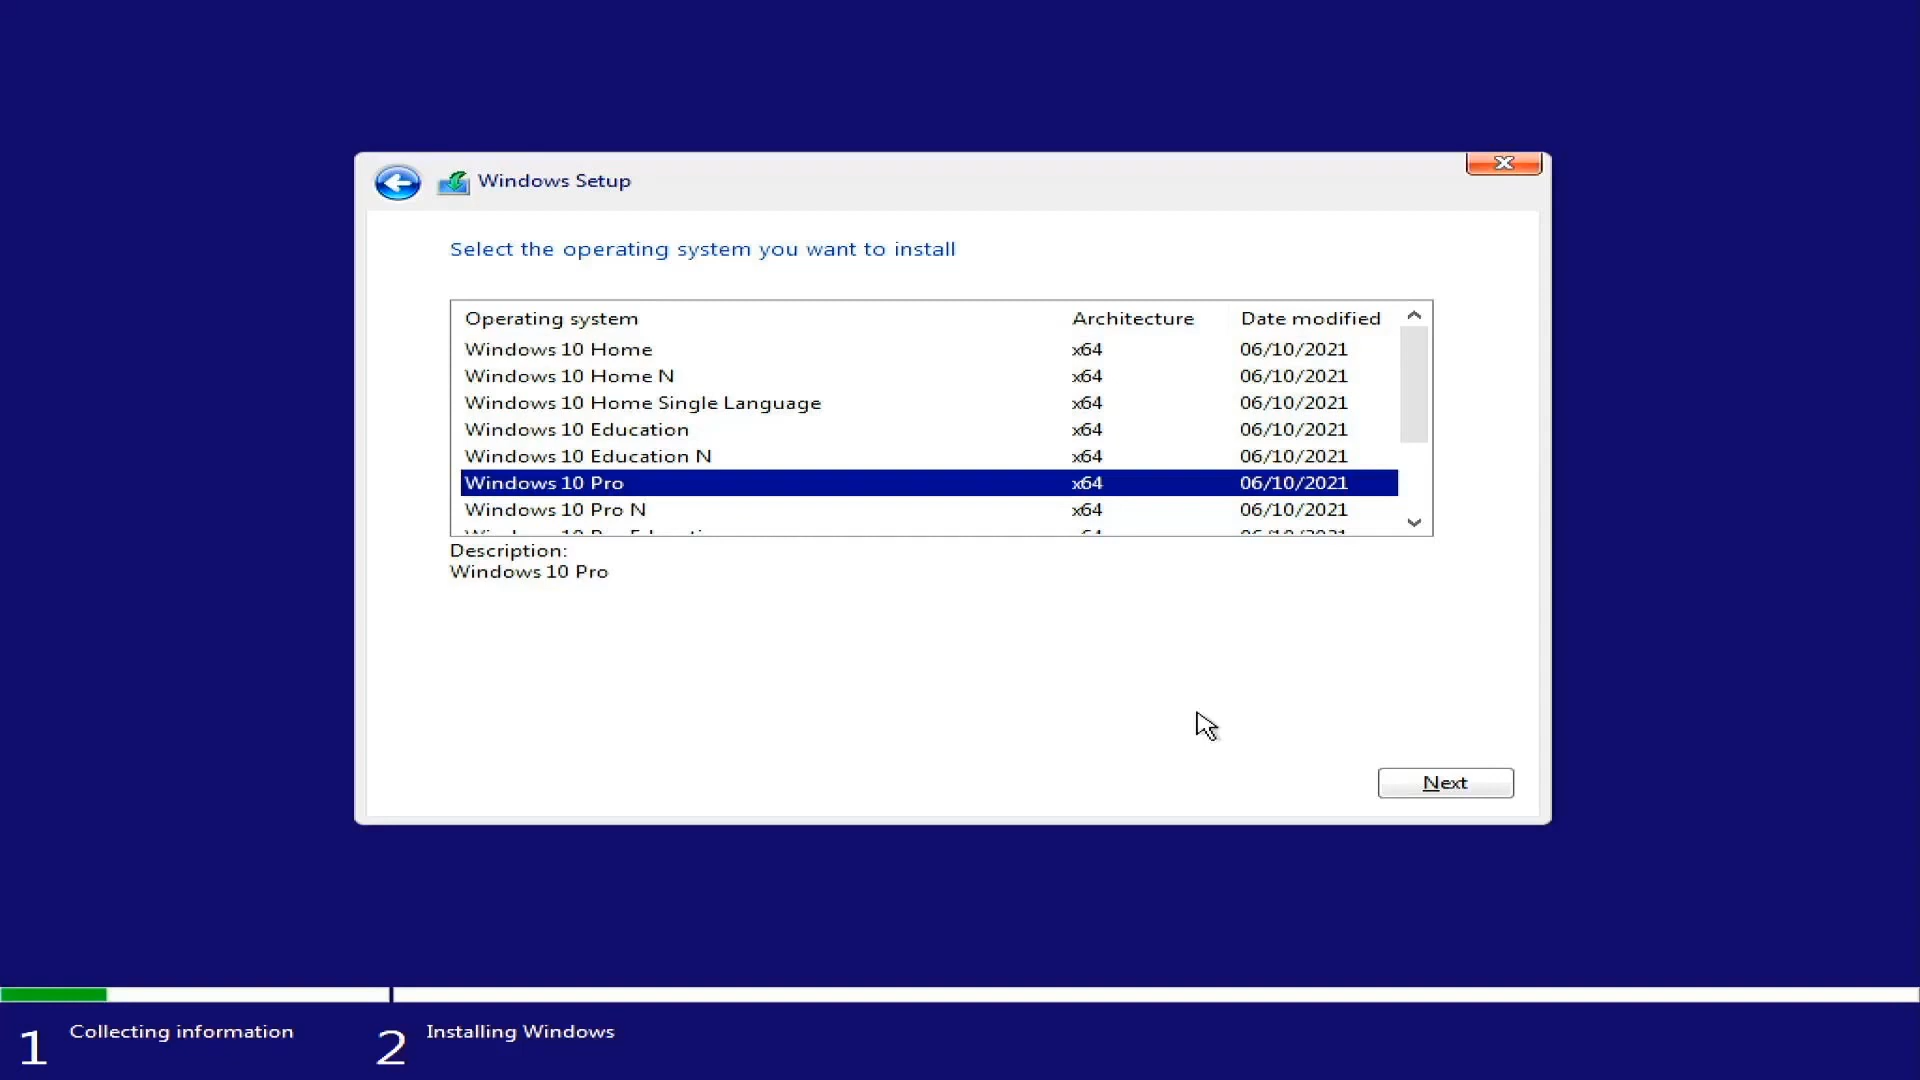 Windows Setup
Select the operating system you want to install
Operating system Architecture Date modified
Windows 10 Home x64 06/10/2021
Windows 10 Home N x64 06/10/2021
Windows 10 Home Single Language x64 06/10/2021
Windows 10 Education x64 06/10/2021
Windows 10 Education N x64 06/10/2021
Windows 10 Pro x64 06/10/2021
Windows 10 Pro N x64 06/10/2021
Description:
Windows 10 Pro
Next
1 Collecting information
2 Installing Windows